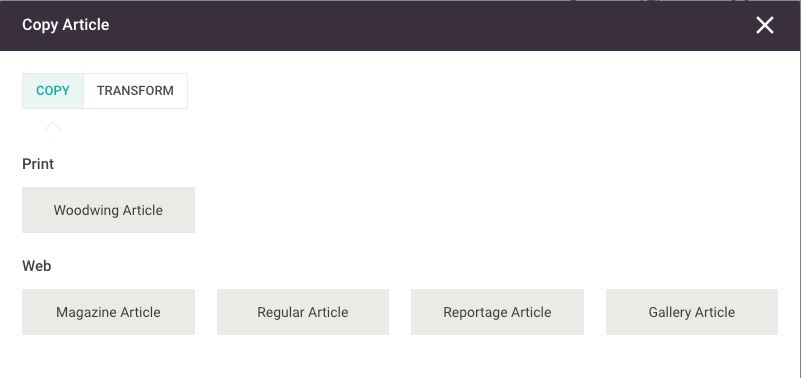 Copy Article
COPY TRANSFORM
Print
Woodwing Article
Web
Magazine Article Regular Article Reportage Article Gallery Article